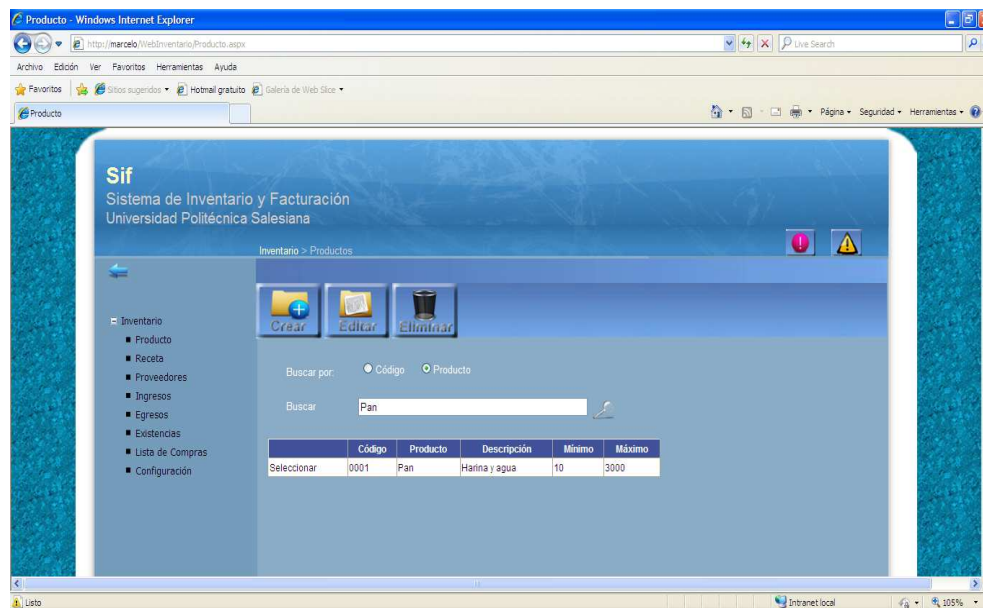 Producto - Windows Internet Explorer
http://marcelo/WebInventario/Producto.aspx
Live Search
Archivo Edición Ver Favoritos Herramientas Ayuda
Favoritos Sitios sugeridos Hotmail gratuito Galería de Web Slice
Producto
Página Seguridad Herramientas
Sif
Sistema de Inventario y Facturación
Universidad Politécnica Salesiana
Inventario > Productos
Crear Editar Eliminar
Inventario
Producto
Receta
Proveedores
Ingresos
Egresos
Existencias
Lista de Compras
Configuración
Buscar por: Código Producto
Buscar Pan
Código Producto Descripción Mínimo Máximo
Seleccionar 0001 Pan Harina y agua 10 3000
Listo
Intranet local
105%